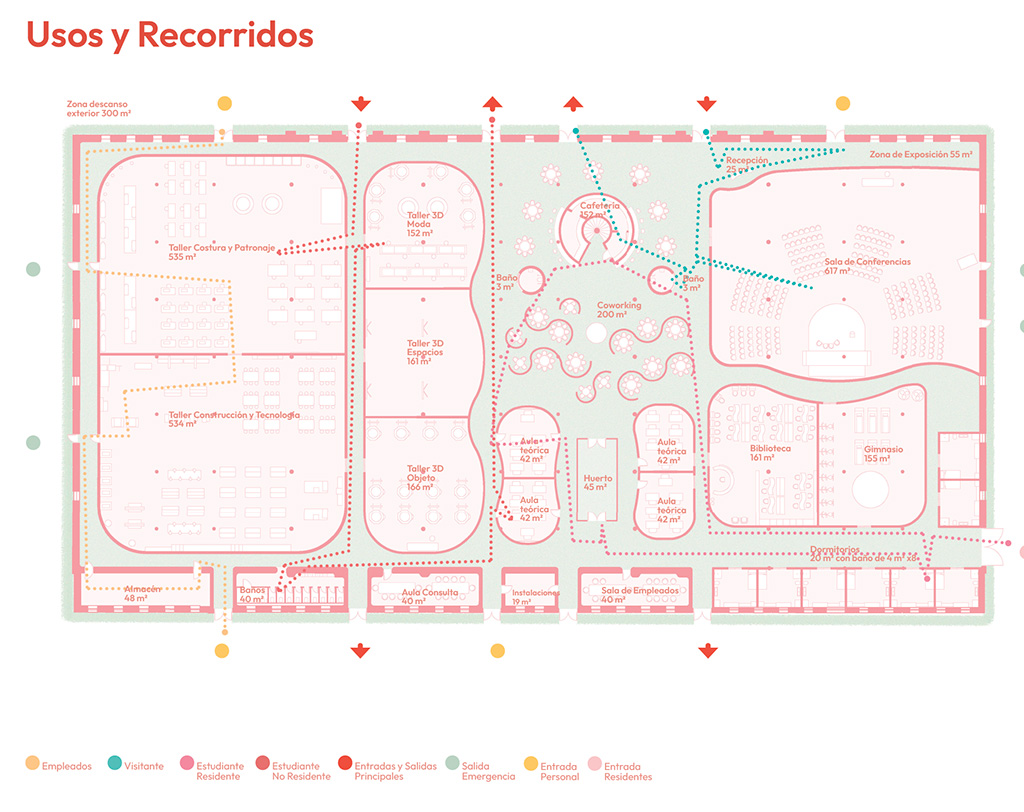 Usos y Recorridos
Zona descanso
exterior 300 m²
Recepción
25 m²
Zona de Exposición 55 m²
Taller 3D
Moda
152 m²
Cafetería
152 m²
Taller Costura y Patronaje
535 m²
Sala de Conferencias
617 m²
Baño
3 m²
Baño
3 m²
Coworking
200 m²
Taller 3D
Espacios
161 m²
Taller Construcción y Tecnología
534 m²
Aula
teórica
42 m²
Aula
teórica
42 m²
Biblioteca
161 m²
Gimnasio
155 m²
Taller 3D
Objeto
166 m²
Huerto
45 m²
Aula
teórica
42 m²
Aula
teórica
42 m²
Dormitorios
20 m² con baño de 4 m² x8
Almacén
48 m²
Baños
40 m²
Aula Consulta
40 m²
Instalaciones
19 m²
Sala de Empleados
40 m²
Empleados
Visitante
Estudiante
Residente
Estudiante
No Residente
Entradas y Salidas
Principales
Salida
Emergencia
Entrada
Personal
Entrada
Residentes